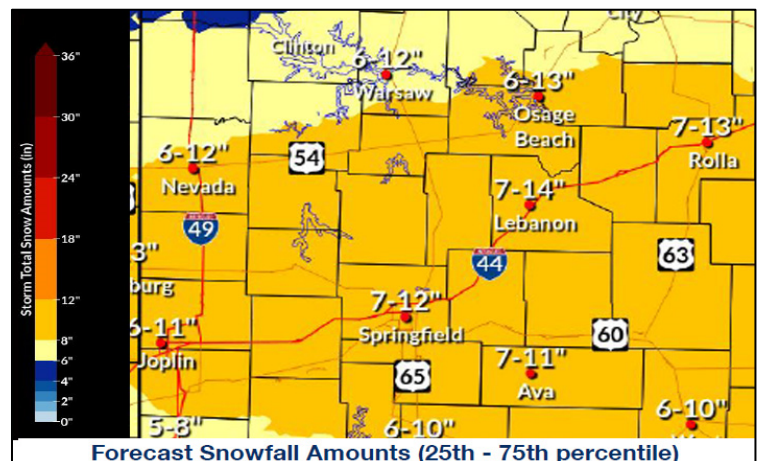 Storm Total Snow Amounts (in)
36"
30"
24"
18"
12"
8"
6"
4"
2"
0"
City
Clinton
6-12"
Warsaw
6-13"
Osage
Beach
7-13"
Rolla
6-12"
Nevada
54
7-14"
Lebanon
49
3"
burg
44
63
7-12"
Springfield
6-11"
Joplin
60
65
7-11"
Ava
6-10"
5-8"
6-10"
Forecast Snowfall Amounts (25th - 75th percentile)